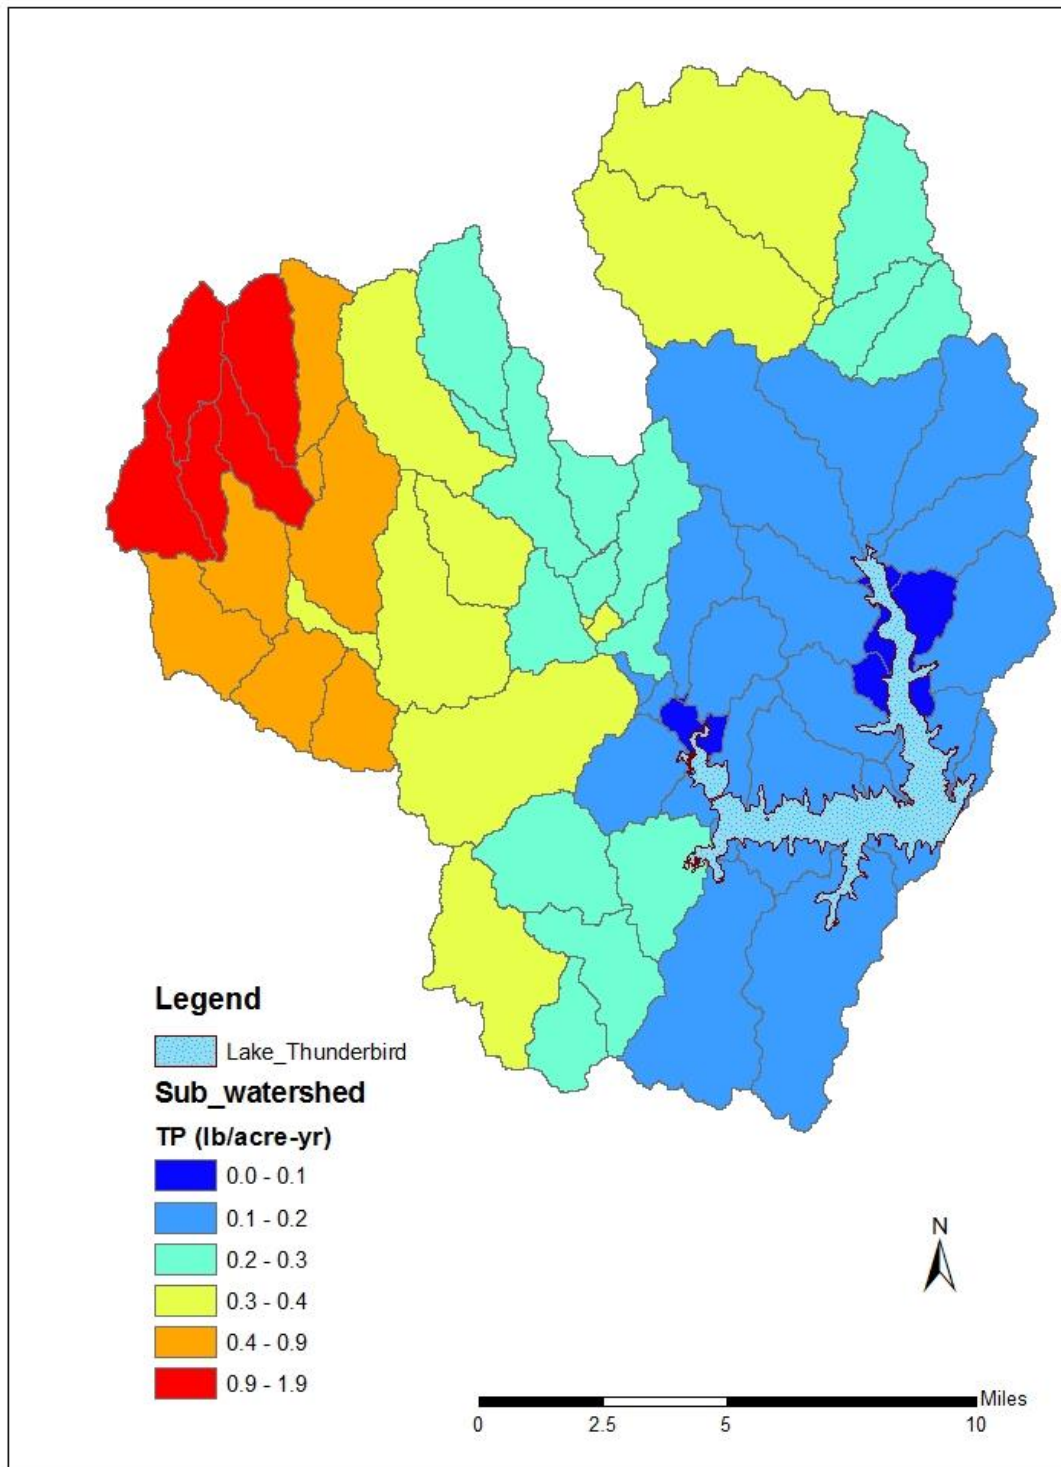 Legend
Lake_Thunderbird
Sub_watershed
TP (lb/acre-yr)
0.0 - 0.1
0.1 - 0.2
0.2 - 0.3
0.3 - 0.4
0.4 - 0.9
0.9 - 1.9
N
Miles
0 2.5 5 10